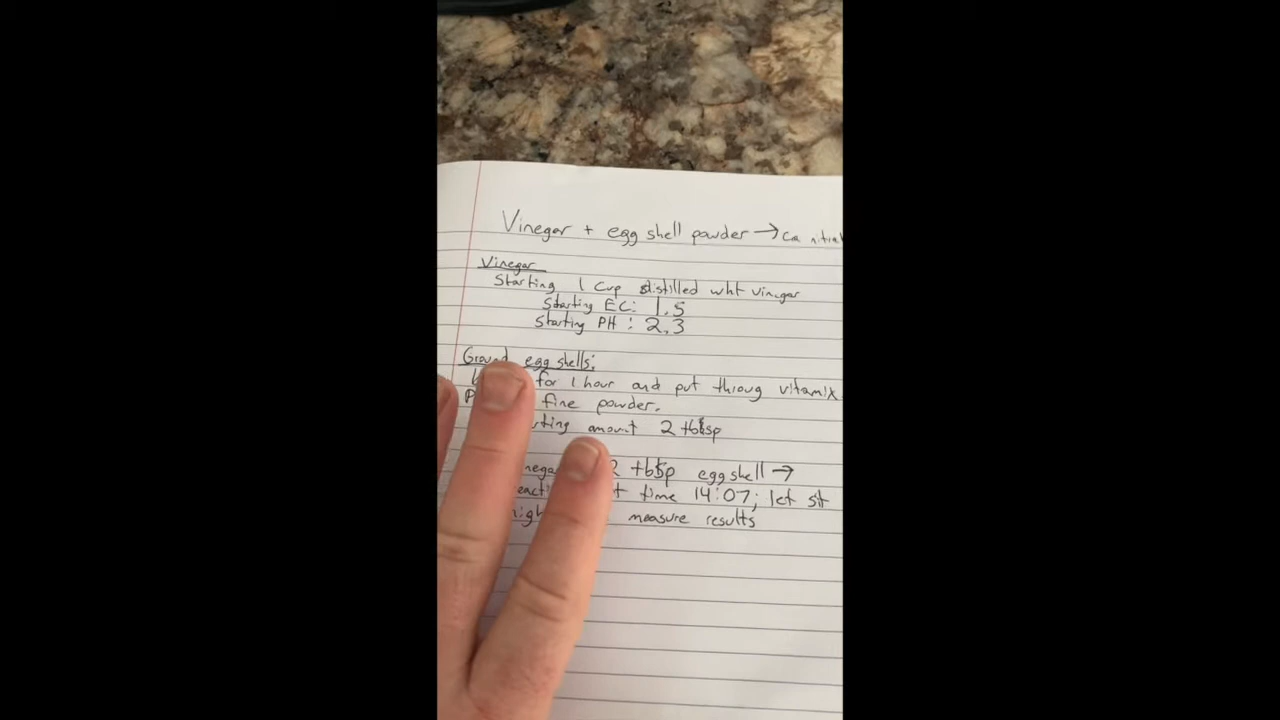 Vinegar + egg shell powder → Ca
Vinegar
Starting 1 cup distilled wht vinegar
Starting EC: 1.5
Starting PH: 2.3
Ground egg shells:
for 1 hour and put throug vitamix
fine powder.
amount 2 tbsp
2 tbsp egg shell →
time 14:07; let sit
measure results